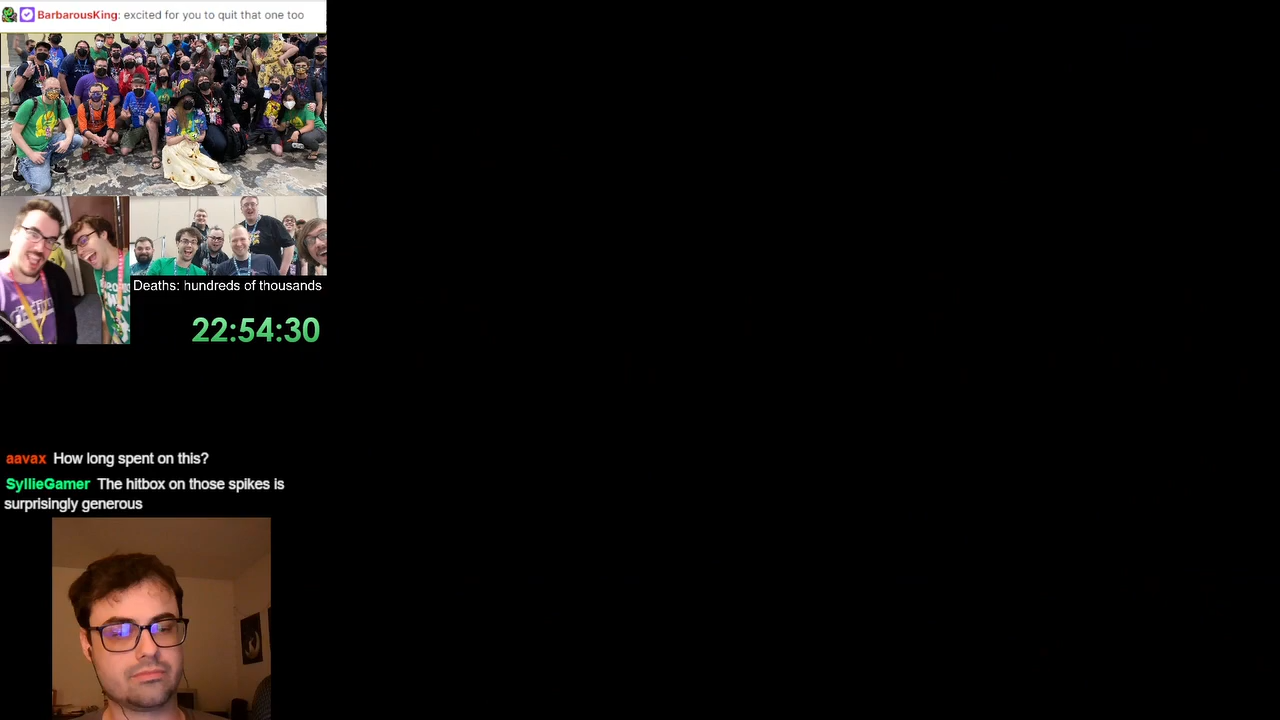 BarbarousKing: excited for you to quit that one too
Deaths: hundreds of thousands
22:54:30
aavax How long spent on this?
SyllieGamer The hitbox on those spikes is
surprisingly generous